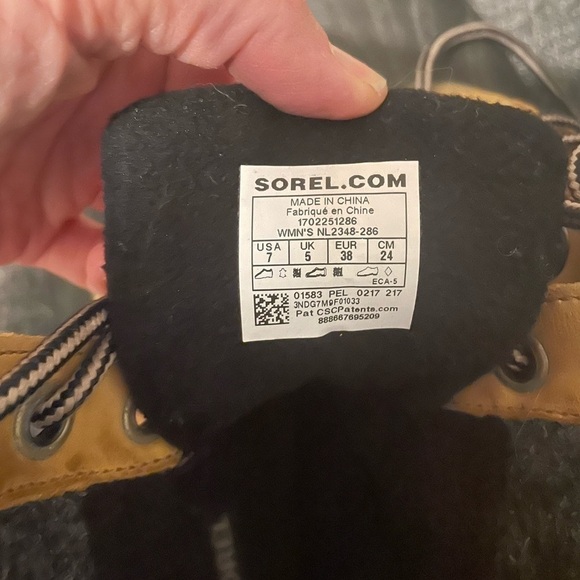 SOREL.COM
MADE IN CHINA
Fabriqué en Chine
1702251286
WMN'S NL2348-286
USA UK EUR CM
7 5 38 24
ECA-5
01583 PEL 0217 217
3NDG7M9F01033
Pat CSCPatents.com
888667695209